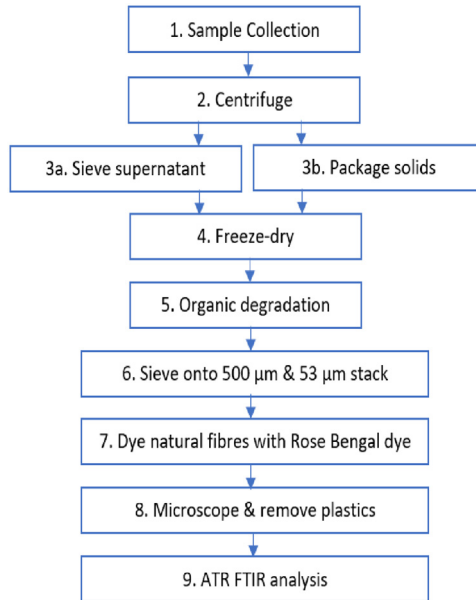 1. Sample Collection
2. Centrifuge
3a. Sieve supernatant
3b. Package solids
4. Freeze-dry
5. Organic degradation
6. Sieve onto 500 µm & 53 µm stack
7. Dye natural fibres with Rose Bengal dye
8. Microscope & remove plastics
9. ATR FTIR analysis